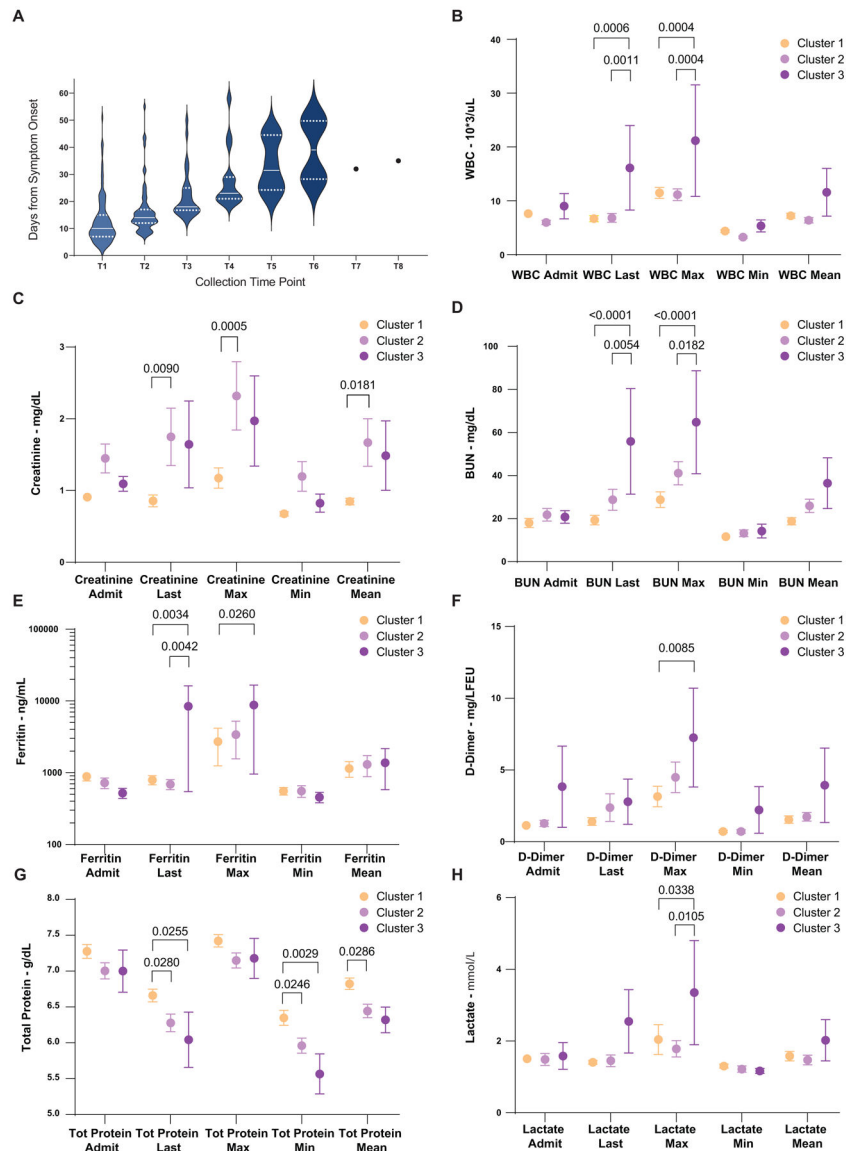 A
60
50
40
30
20
10
0
Days from Symptom Onset
T1 T2 T3 T4 T5 T6 T7 T8
Collection Time Point
B
0.0006 0.0004
0.0011 0.0004
Cluster 1
Cluster 2
Cluster 3
40
30
20
10
0
WBC - 10*3/uL
WBC Admit WBC Last WBC Max WBC Min WBC Mean
C
0.0005
0.0090
0.0181
Cluster 1
Cluster 2
Cluster 3
3
2
1
0
Creatinine - mg/dL
Creatinine Creatinine Creatinine Creatinine Creatinine
Admit Last Max Min Mean
D
<0.0001 <0.0001
0.0054 0.0182
Cluster 1
Cluster 2
Cluster 3
100
80
60
40
20
0
BUN - mg/dL
BUN Admit BUN Last BUN Max BUN Min BUN Mean
E
0.0034 0.0260
0.0042
Cluster 1
Cluster 2
Cluster 3
100000
10000
1000
100
Ferritin - ng/mL
Ferritin Ferritin Ferritin Ferritin Ferritin
Admit Last Max Min Mean
F
0.0085
Cluster 1
Cluster 2
Cluster 3
15
10
5
0
D-Dimer - mg/LFEU
D-Dimer D-Dimer D-Dimer D-Dimer D-Dimer
Admit Last Max Min Mean
G
0.0255
0.0280
0.0029
0.0246
0.0286
Cluster 1
Cluster 2
Cluster 3
8.0
7.5
7.0
6.5
6.0
5.5
5.0
Total Protein - g/dL
Tot Protein Tot Protein Tot Protein Tot Protein Tot Protein
Admit Last Max Min Mean
H
0.0338
0.0105
Cluster 1
Cluster 2
Cluster 3
6
4
2
0
Lactate - mmol/L
Lactate Lactate Lactate Lactate Lactate
Admit Last Max Min Mean